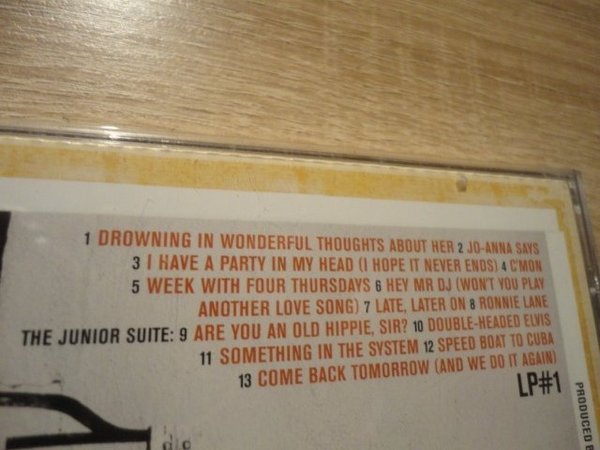 1 DROWNING IN WONDERFUL THOUGHTS ABOUT HER 2 JO-ANNA SAYS
3 I HAVE A PARTY IN MY HEAD (I HOPE IT NEVER ENDS) 4 C'MON
5 WEEK WITH FOUR THURSDAYS 6 HEY MR DJ (WON'T YOU PLAY
ANOTHER LOVE SONG) 7 LATE, LATER ON 8 RONNIE LANE
THE JUNIOR SUITE: 9 ARE YOU AN OLD HIPPIE, SIR? 10 DOUBLE-HEADED ELVIS
11 SOMETHING IN THE SYSTEM 12 SPEED BOAT TO CUBA
13 COME BACK TOMORROW (AND WE DO IT AGAIN)
LP#1
PRODUCED